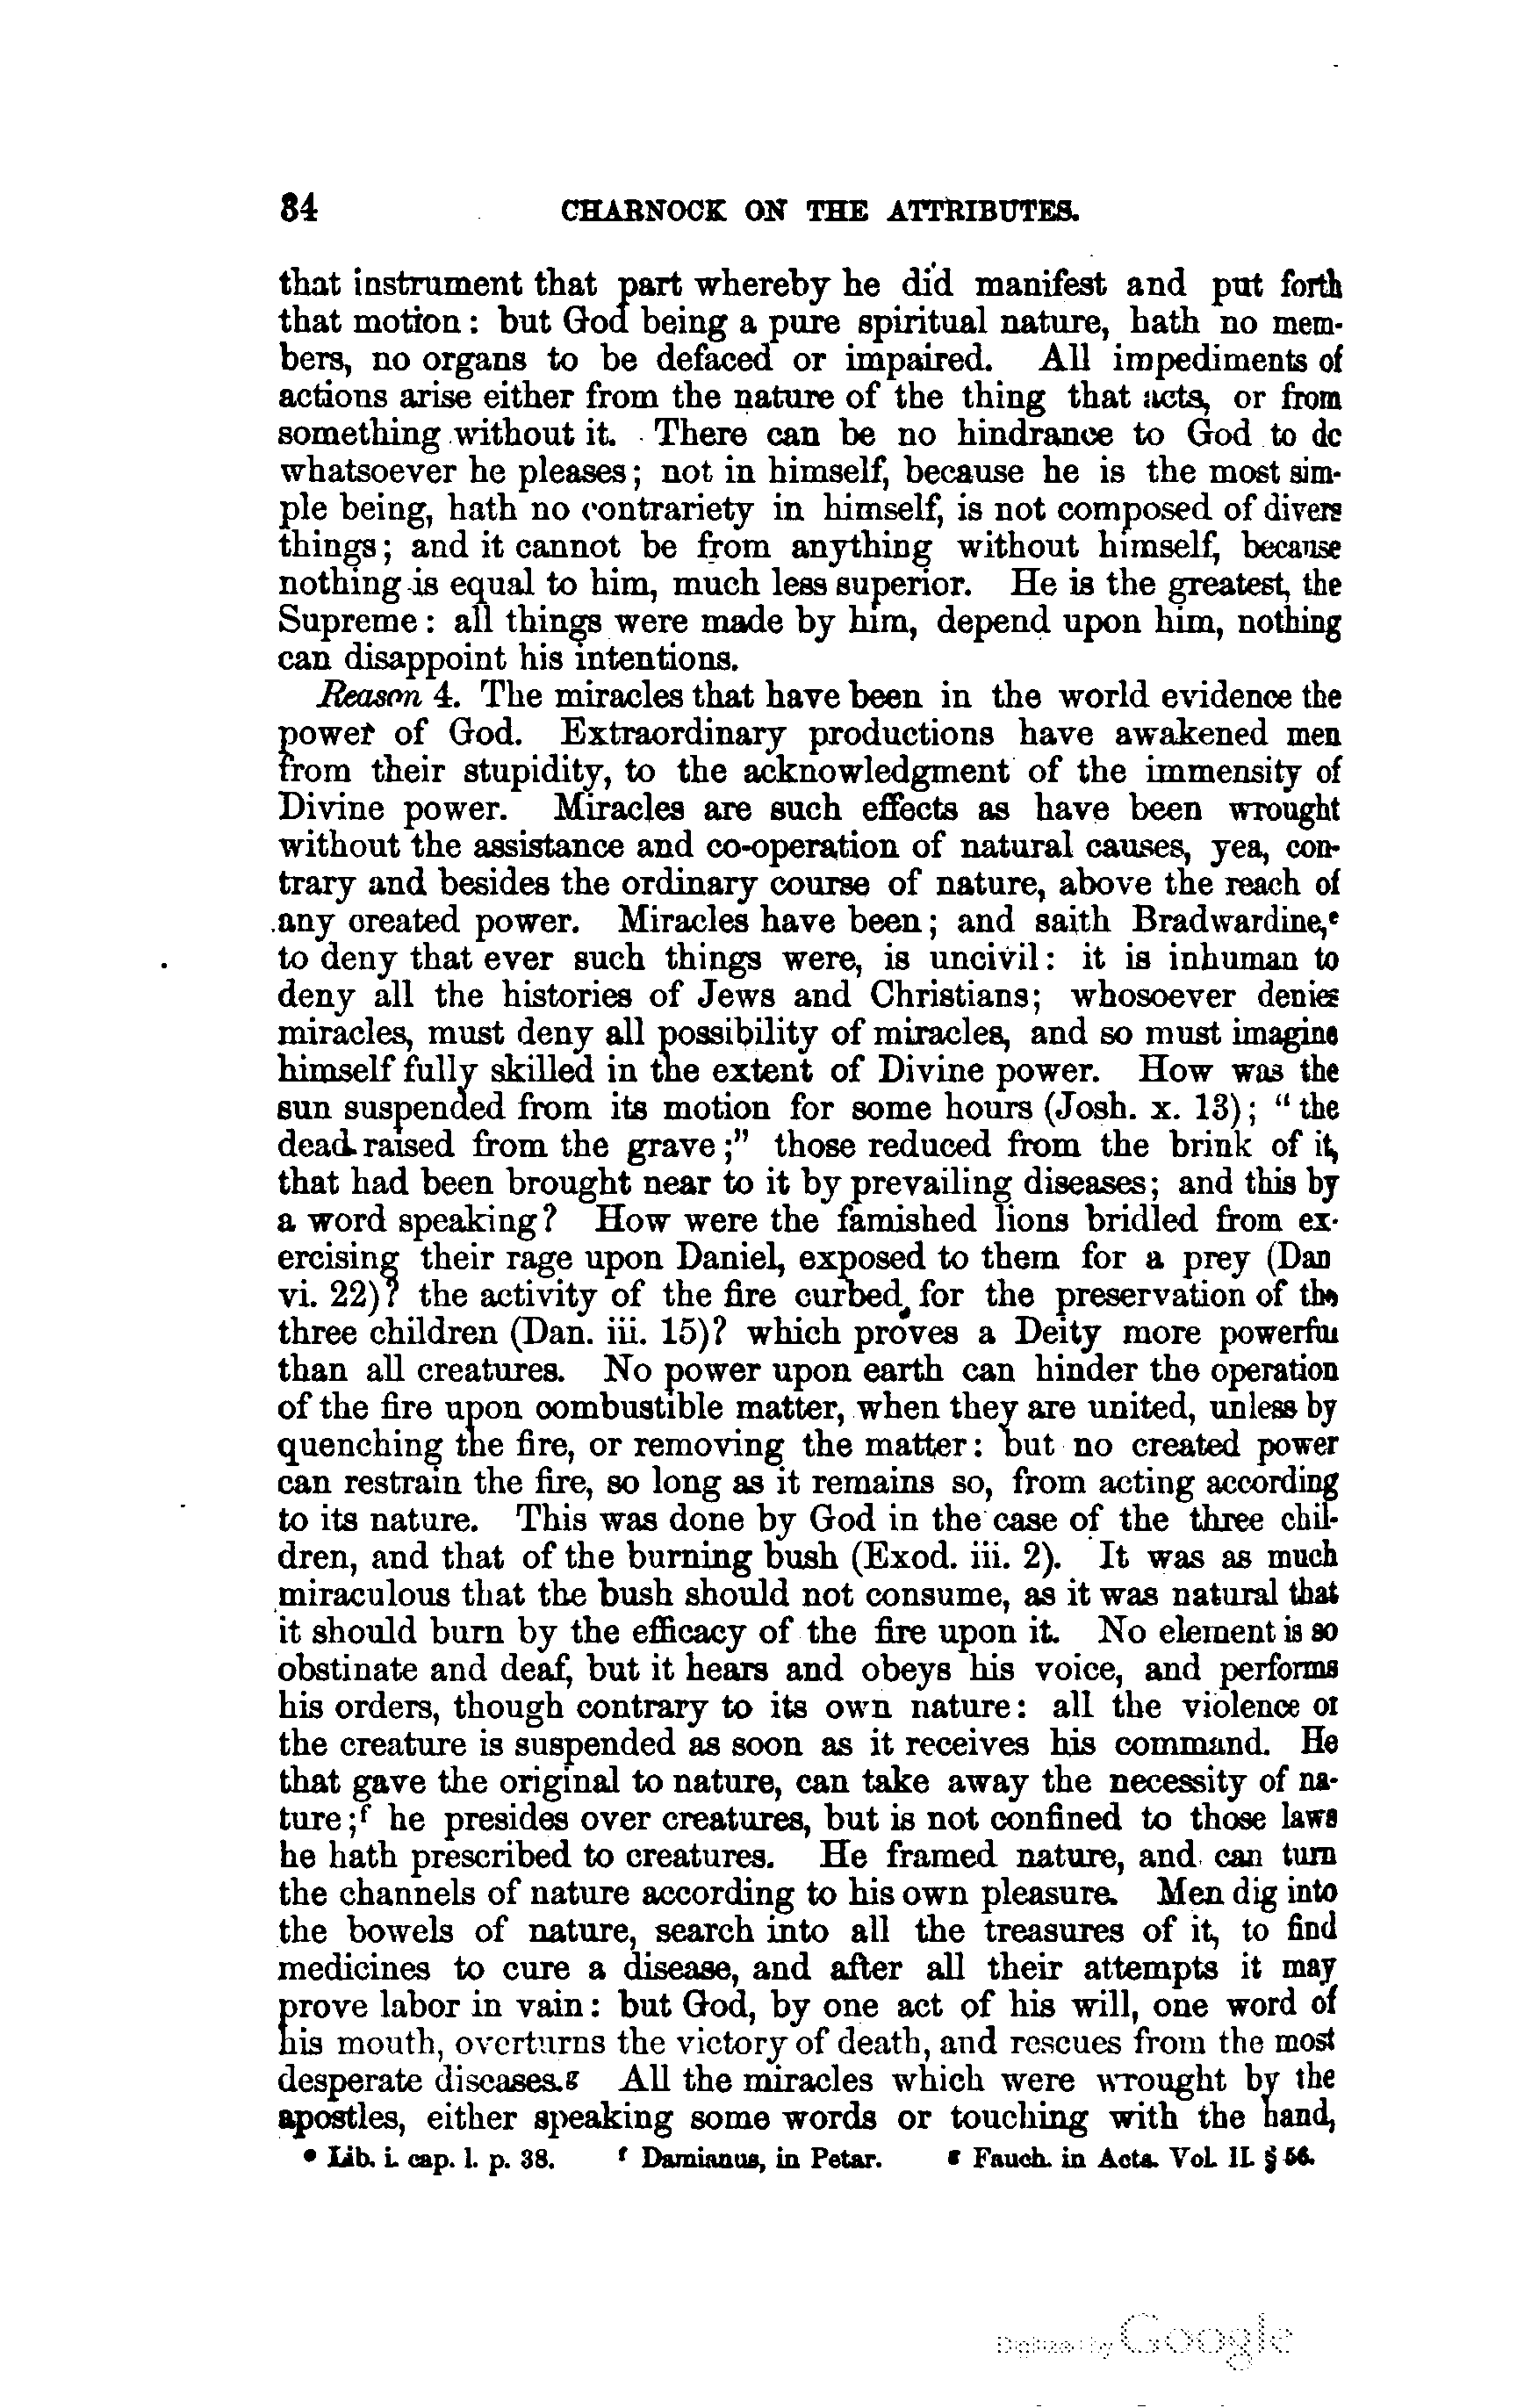 34 CHARNOCK ON THE ATTRIBUTES.
that instrument that part whereby he did manifest and put forth
that motion: but God being a pure spiritual nature, hath no mem-
bers, no organs to be defaced or impaired. All impediments of
actions arise either from the nature of the thing that acts, or from
something without it. There can be no hindrance to God to do
whatsoever he pleases; not in himself, because he is the most sim-
ple being, hath no contrariety in himself, is not composed of divers
things; and it cannot be from anything without himself, because
nothing is equal to him, much less superior. He is the greatest, the
Supreme: all things were made by him, depend upon him, nothing
can disappoint his intentions.
Reason 4. The miracles that have been in the world evidence the
power of God. Extraordinary productions have awakened men
from their stupidity, to the acknowledgment of the immensity of
Divine power. Miracles are such effects as have been wrought
without the assistance and co-operation of natural causes, yea, con-
trary and besides the ordinary course of nature, above the reach of
any created power. Miracles have been; and saith Bradwardine,e
to deny that ever such things were, is uncivil: it is inhuman to
deny all the histories of Jews and Christians; whosoever denies
miracles, must deny all possibility of miracles, and so must imagine
himself fully skilled in the extent of Divine power. How was the
sun suspended from its motion for some hours (Josh. x. 13); "the
dead raised from the grave;" those reduced from the brink of it,
that had been brought near to it by prevailing diseases; and this by
a word speaking? How were the famished lions bridled from ex-
ercising their rage upon Daniel, exposed to them for a prey (Dan
vi. 22)? the activity of the fire curbed, for the preservation of the
three children (Dan. iii. 15)? which proves a Deity more powerful
than all creatures. No power upon earth can hinder the operation
of the fire upon combustible matter, when they are united, unless by
quenching the fire, or removing the matter: but no created power
can restrain the fire, so long as it remains so, from acting according
to its nature. This was done by God in the case of the three chil-
dren, and that of the burning bush (Exod. iii. 2). It was as much
miraculous that the bush should not consume, as it was natural that
it should burn by the efficacy of the fire upon it. No element is so
obstinate and deaf, but it hears and obeys his voice, and performs
his orders, though contrary to its own nature: all the violence of
the creature is suspended as soon as it receives his command. He
that gave the original to nature, can take away the necessity of na-
ture;f he presides over creatures, but is not confined to those laws
he hath prescribed to creatures. He framed nature, and can turn
the channels of nature according to his own pleasure. Men dig into
the bowels of nature, search into all the treasures of it, to find
medicines to cure a disease, and after all their attempts it may
prove labor in vain: but God, by one act of his will, one word of
his mouth, overturns the victory of death, and rescues from the most
desperate diseases.g All the miracles which were wrought by the
apostles, either speaking some words or touching with the hand,
e Lib. i. cap. 1. p. 38. f Damianus, in Petar. g Fauch. in Acta. Vol. II. § 56.
Digitized by Google